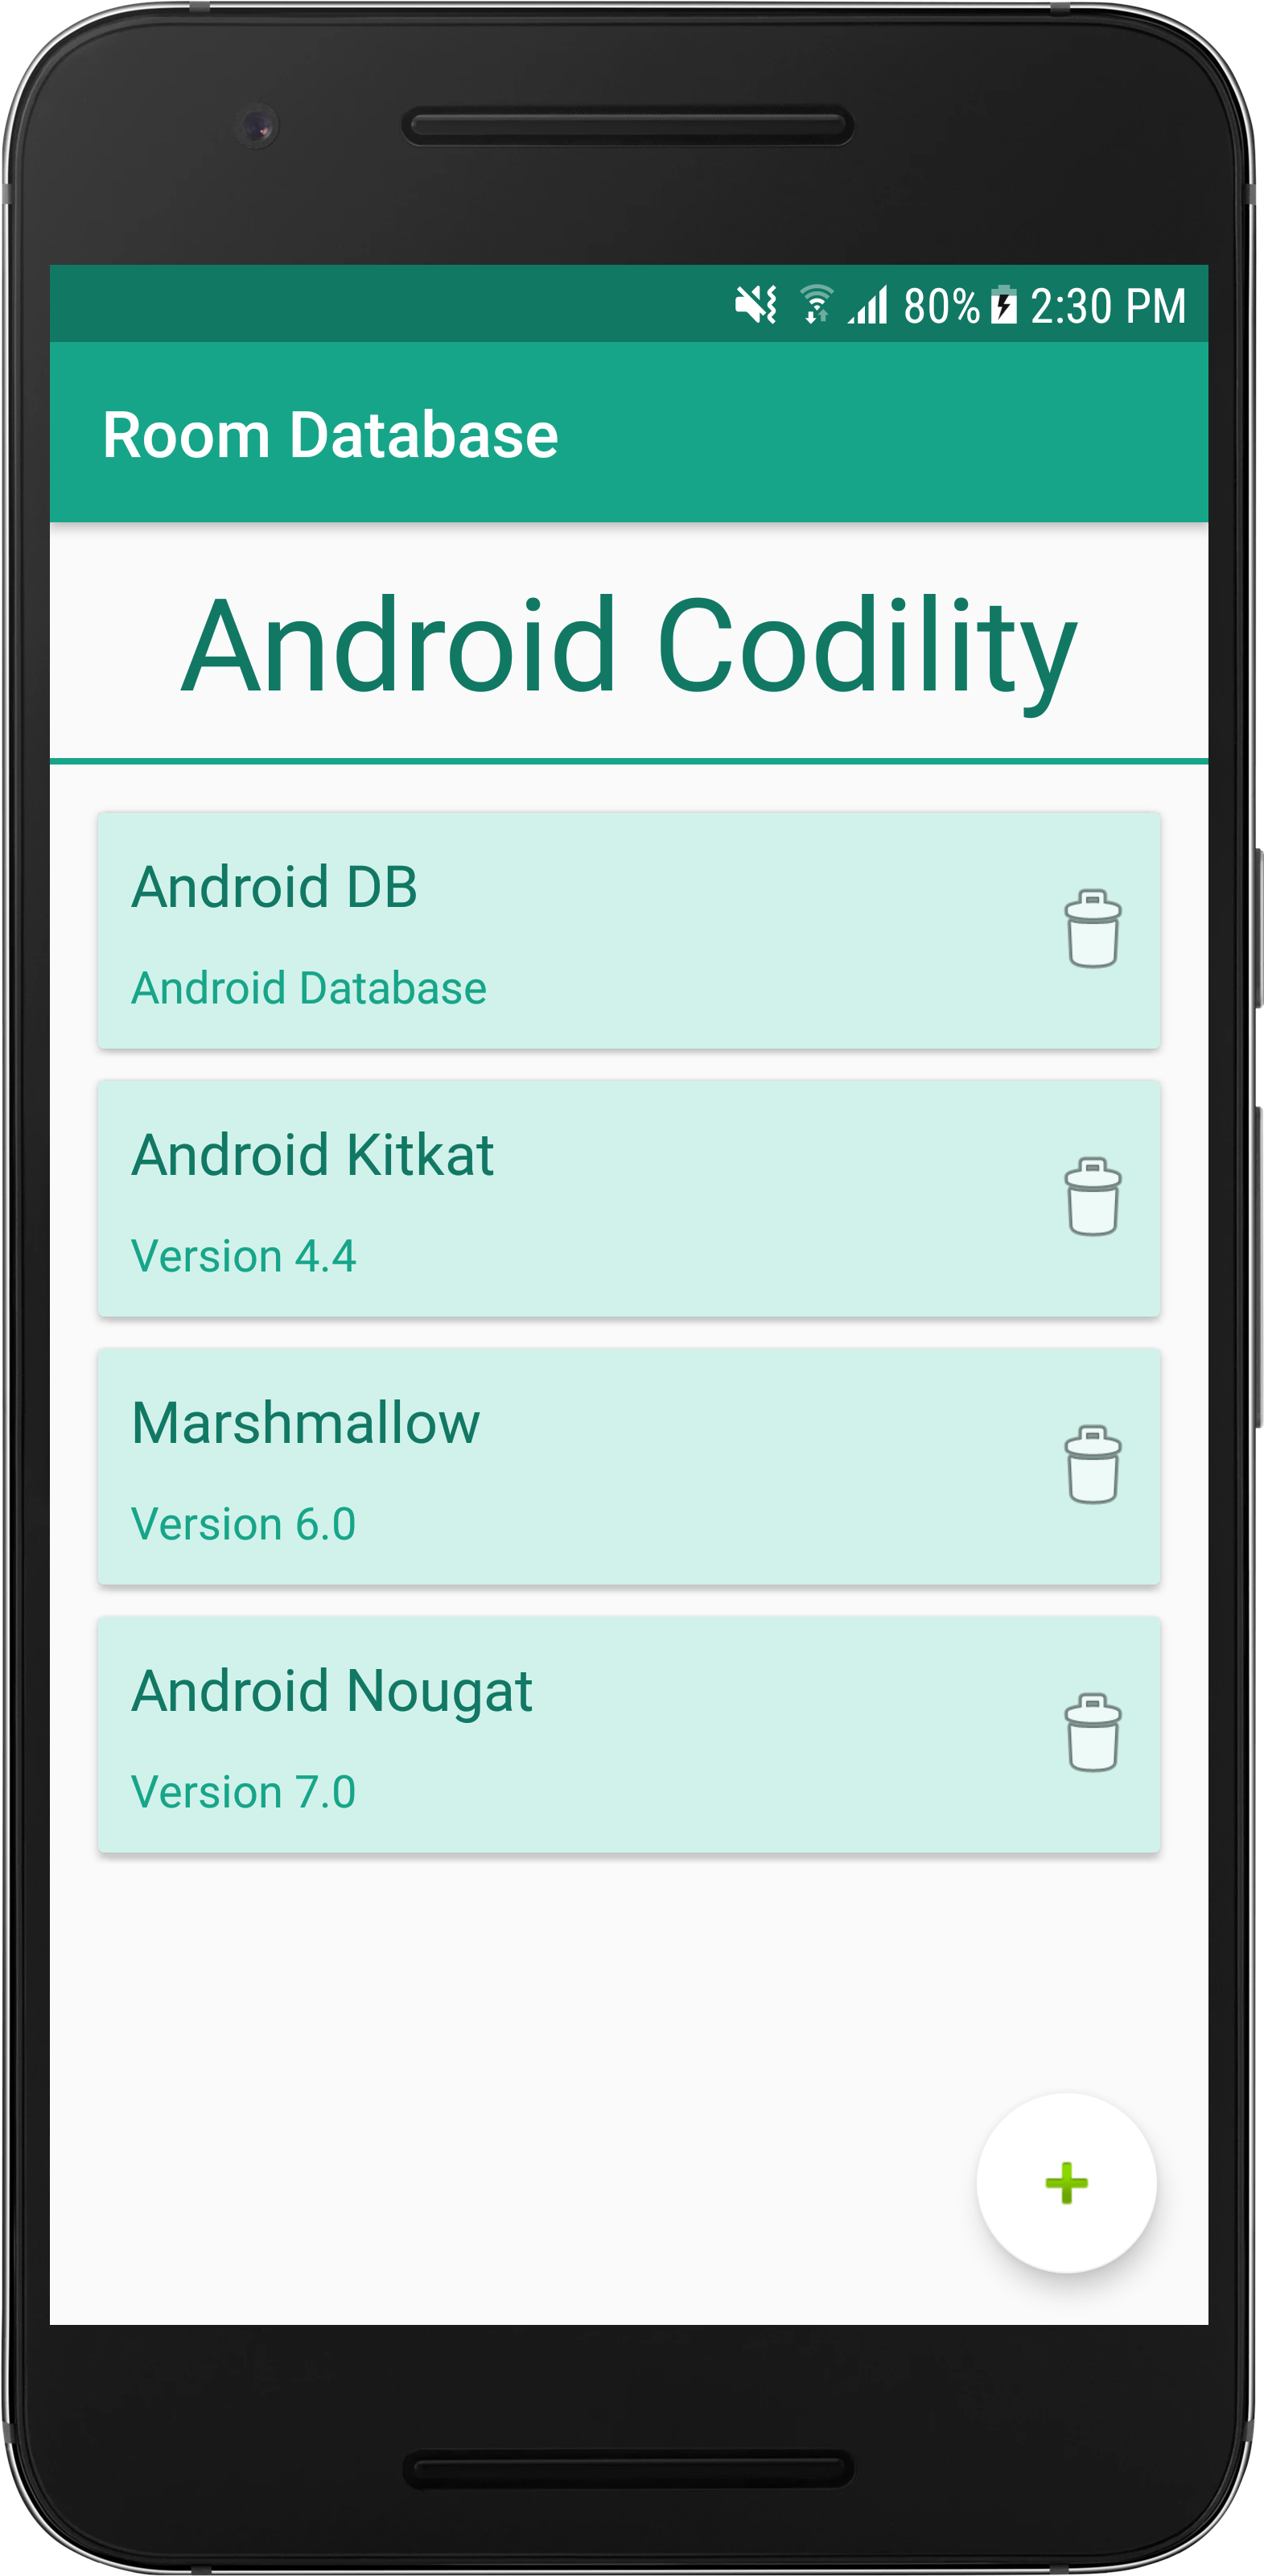 80% 2:30 PM
Room Database
Android Codility
Android DB
Android Database
Android Kitkat
Version 4.4
Marshmallow
Version 6.0
Android Nougat
Version 7.0